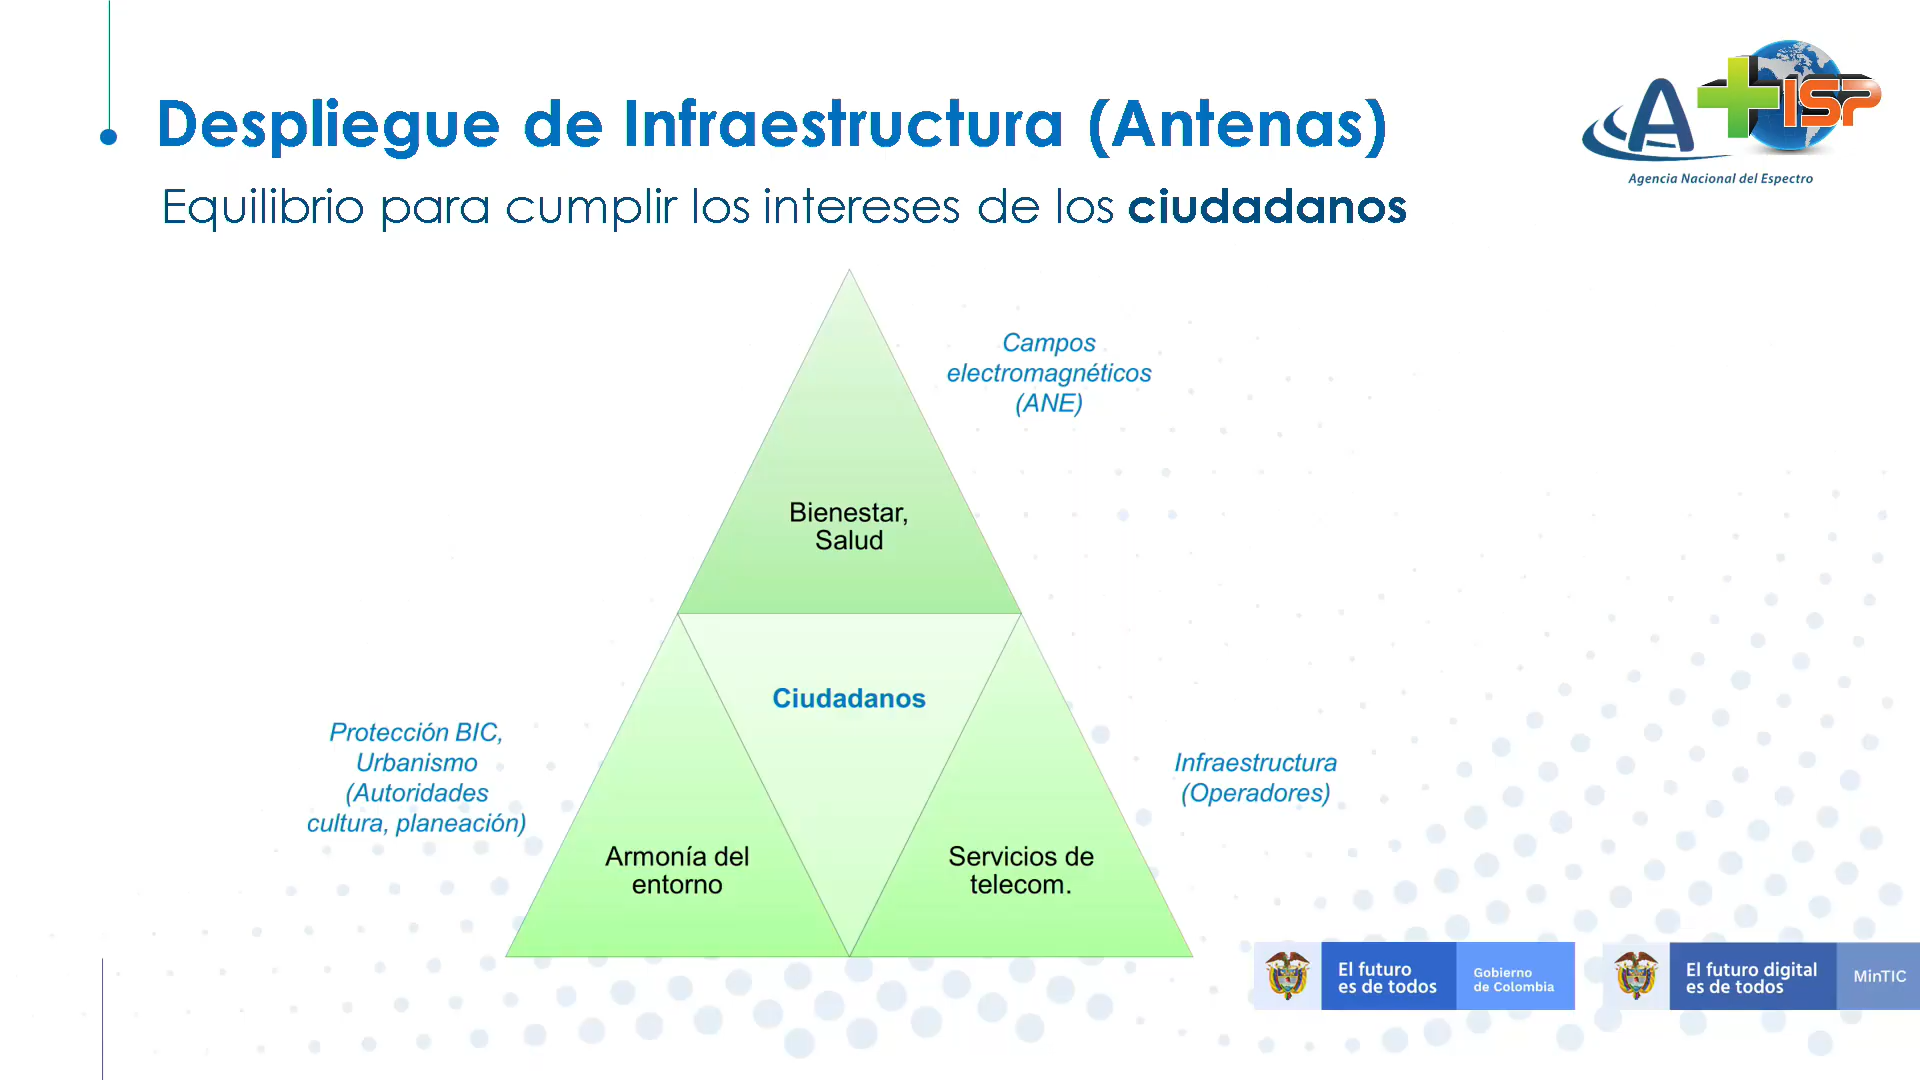 Despliegue de Infraestructura (Antenas)
Equilibrio para cumplir los intereses de los ciudadanos
A
ISP
Agencia Nacional del Espectro
Campos
electromagnéticos
(ANE)
Bienestar,
Salud
Ciudadanos
Protección BIC,
Urbanismo
(Autoridades
cultura, planeación)
Infraestructura
(Operadores)
Armonía del
entorno
Servicios de
telecom.
El futuro
es de todos
Gobierno
de Colombia
El futuro digital
es de todos
MinTIC